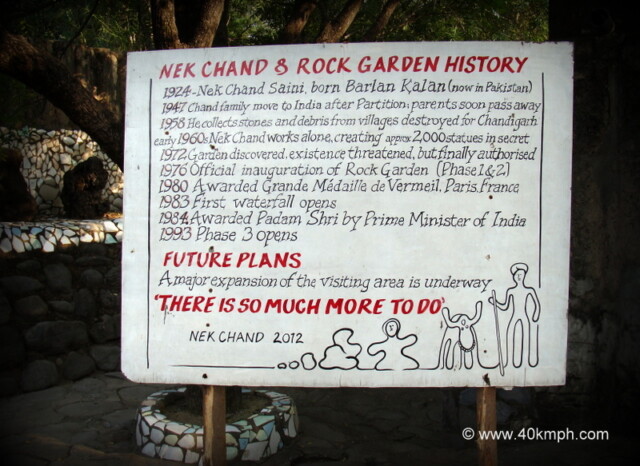 NEK CHAND & ROCK GARDEN HISTORY
1924-Nek Chand Saini, born Barian Kalan (now in Pakistan)
1947 Chand family move to India after Partition; parents soon pass away
1958 He collects stones and debris from villages destroyed for Chandigarh
early 1960s Nek Chand works alone, creating approx 2,000 statues in secret
1972 Garden discovered, existence threatened, but finally authorised
1976 Official inauguration of Rock Garden (Phase 1 & 2)
1980 Awarded Grande Médaille de Vermeil, Paris, France
1983 First waterfall opens
1984 Awarded Padam Shri by Prime Minister of India
1993 Phase 3 opens
FUTURE PLANS
A major expansion of the visiting area is underway
'THERE IS SO MUCH MORE TO DO'
NEK CHAND 2012
© www.40kmph.com